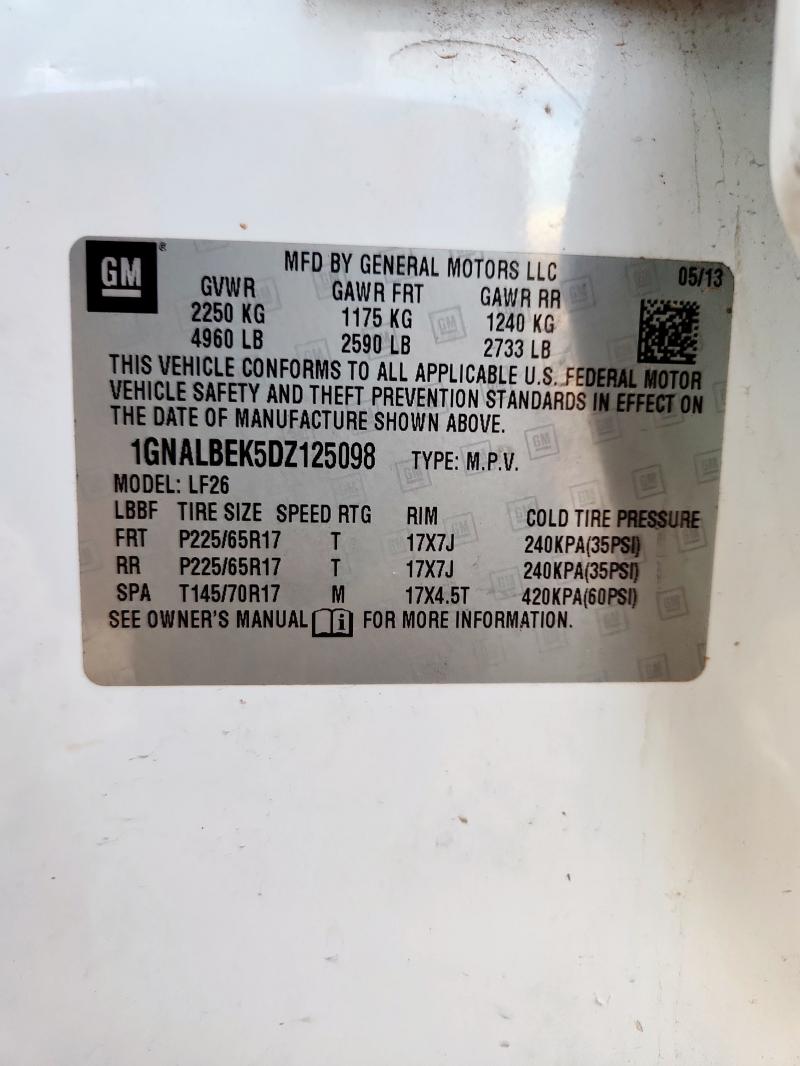 GM®
MFD BY GENERAL MOTORS LLC 05/13
GVWR GAWR FRT GAWR RR
2250 KG 1175 KG 1240 KG
4960 LB 2590 LB 2733 LB
THIS VEHICLE CONFORMS TO ALL APPLICABLE U.S. FEDERAL MOTOR
VEHICLE SAFETY AND THEFT PREVENTION STANDARDS IN EFFECT ON
THE DATE OF MANUFACTURE SHOWN ABOVE.
1GNALBEK5DZ125098 TYPE: M.P.V.
MODEL: LF26
LBBF TIRE SIZE SPEED RTG RIM COLD TIRE PRESSURE
FRT P225/65R17 T 17X7J 240KPA(35PSI)
RR P225/65R17 T 17X7J 240KPA(35PSI)
SPA T145/70R17 M 17X4.5T 420KPA(60PSI)
SEE OWNER'S MANUAL i FOR MORE INFORMATION.